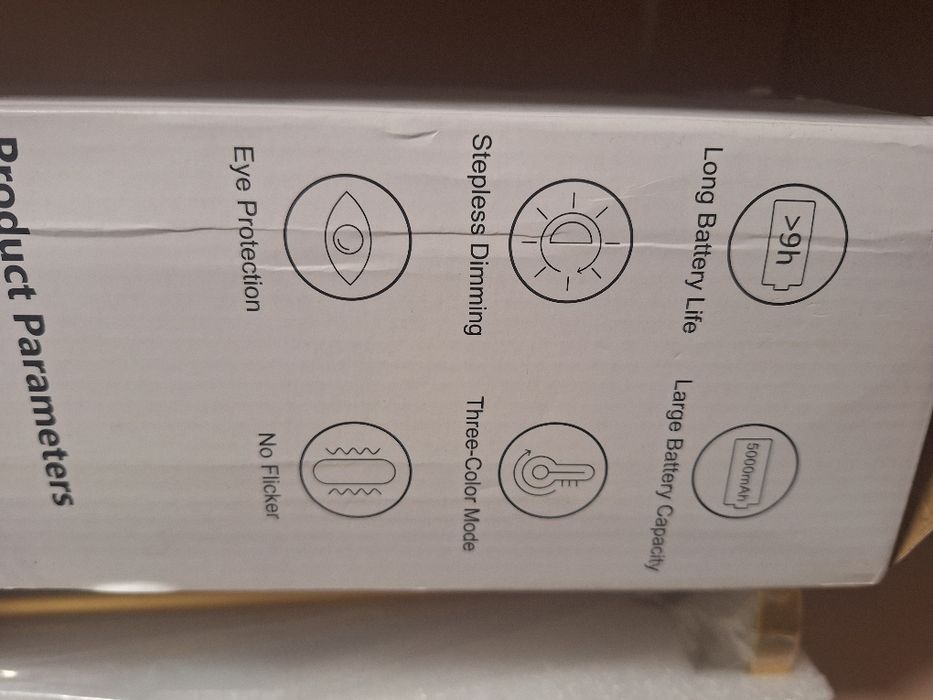 >9h
5000mAh
Long Battery Life
Large Battery Capacity
Stepless Dimming
Three-Color Mode
Eye Protection
No Flicker
Product Parameters